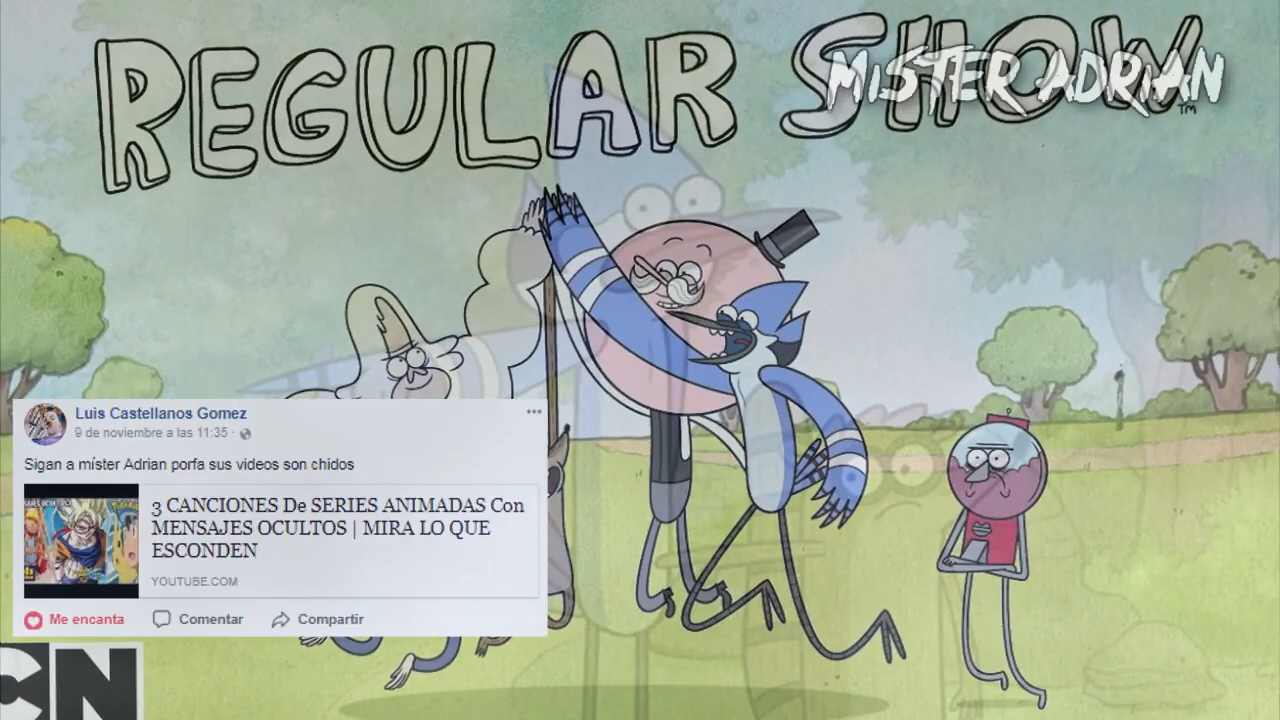 REGULAR SHOW
TM
MISTER ADRIAN
Luis Castellanos Gomez
9 de noviembre a las 11:35 ·
Sigan a míster Adrian porfa sus videos son chidos
3 CANCIONES De SERIES ANIMADAS Con
MENSAJES OCULTOS | MIRA LO QUE
ESCONDEN
YOUTUBE.COM
Me encanta Comentar Compartir
CN